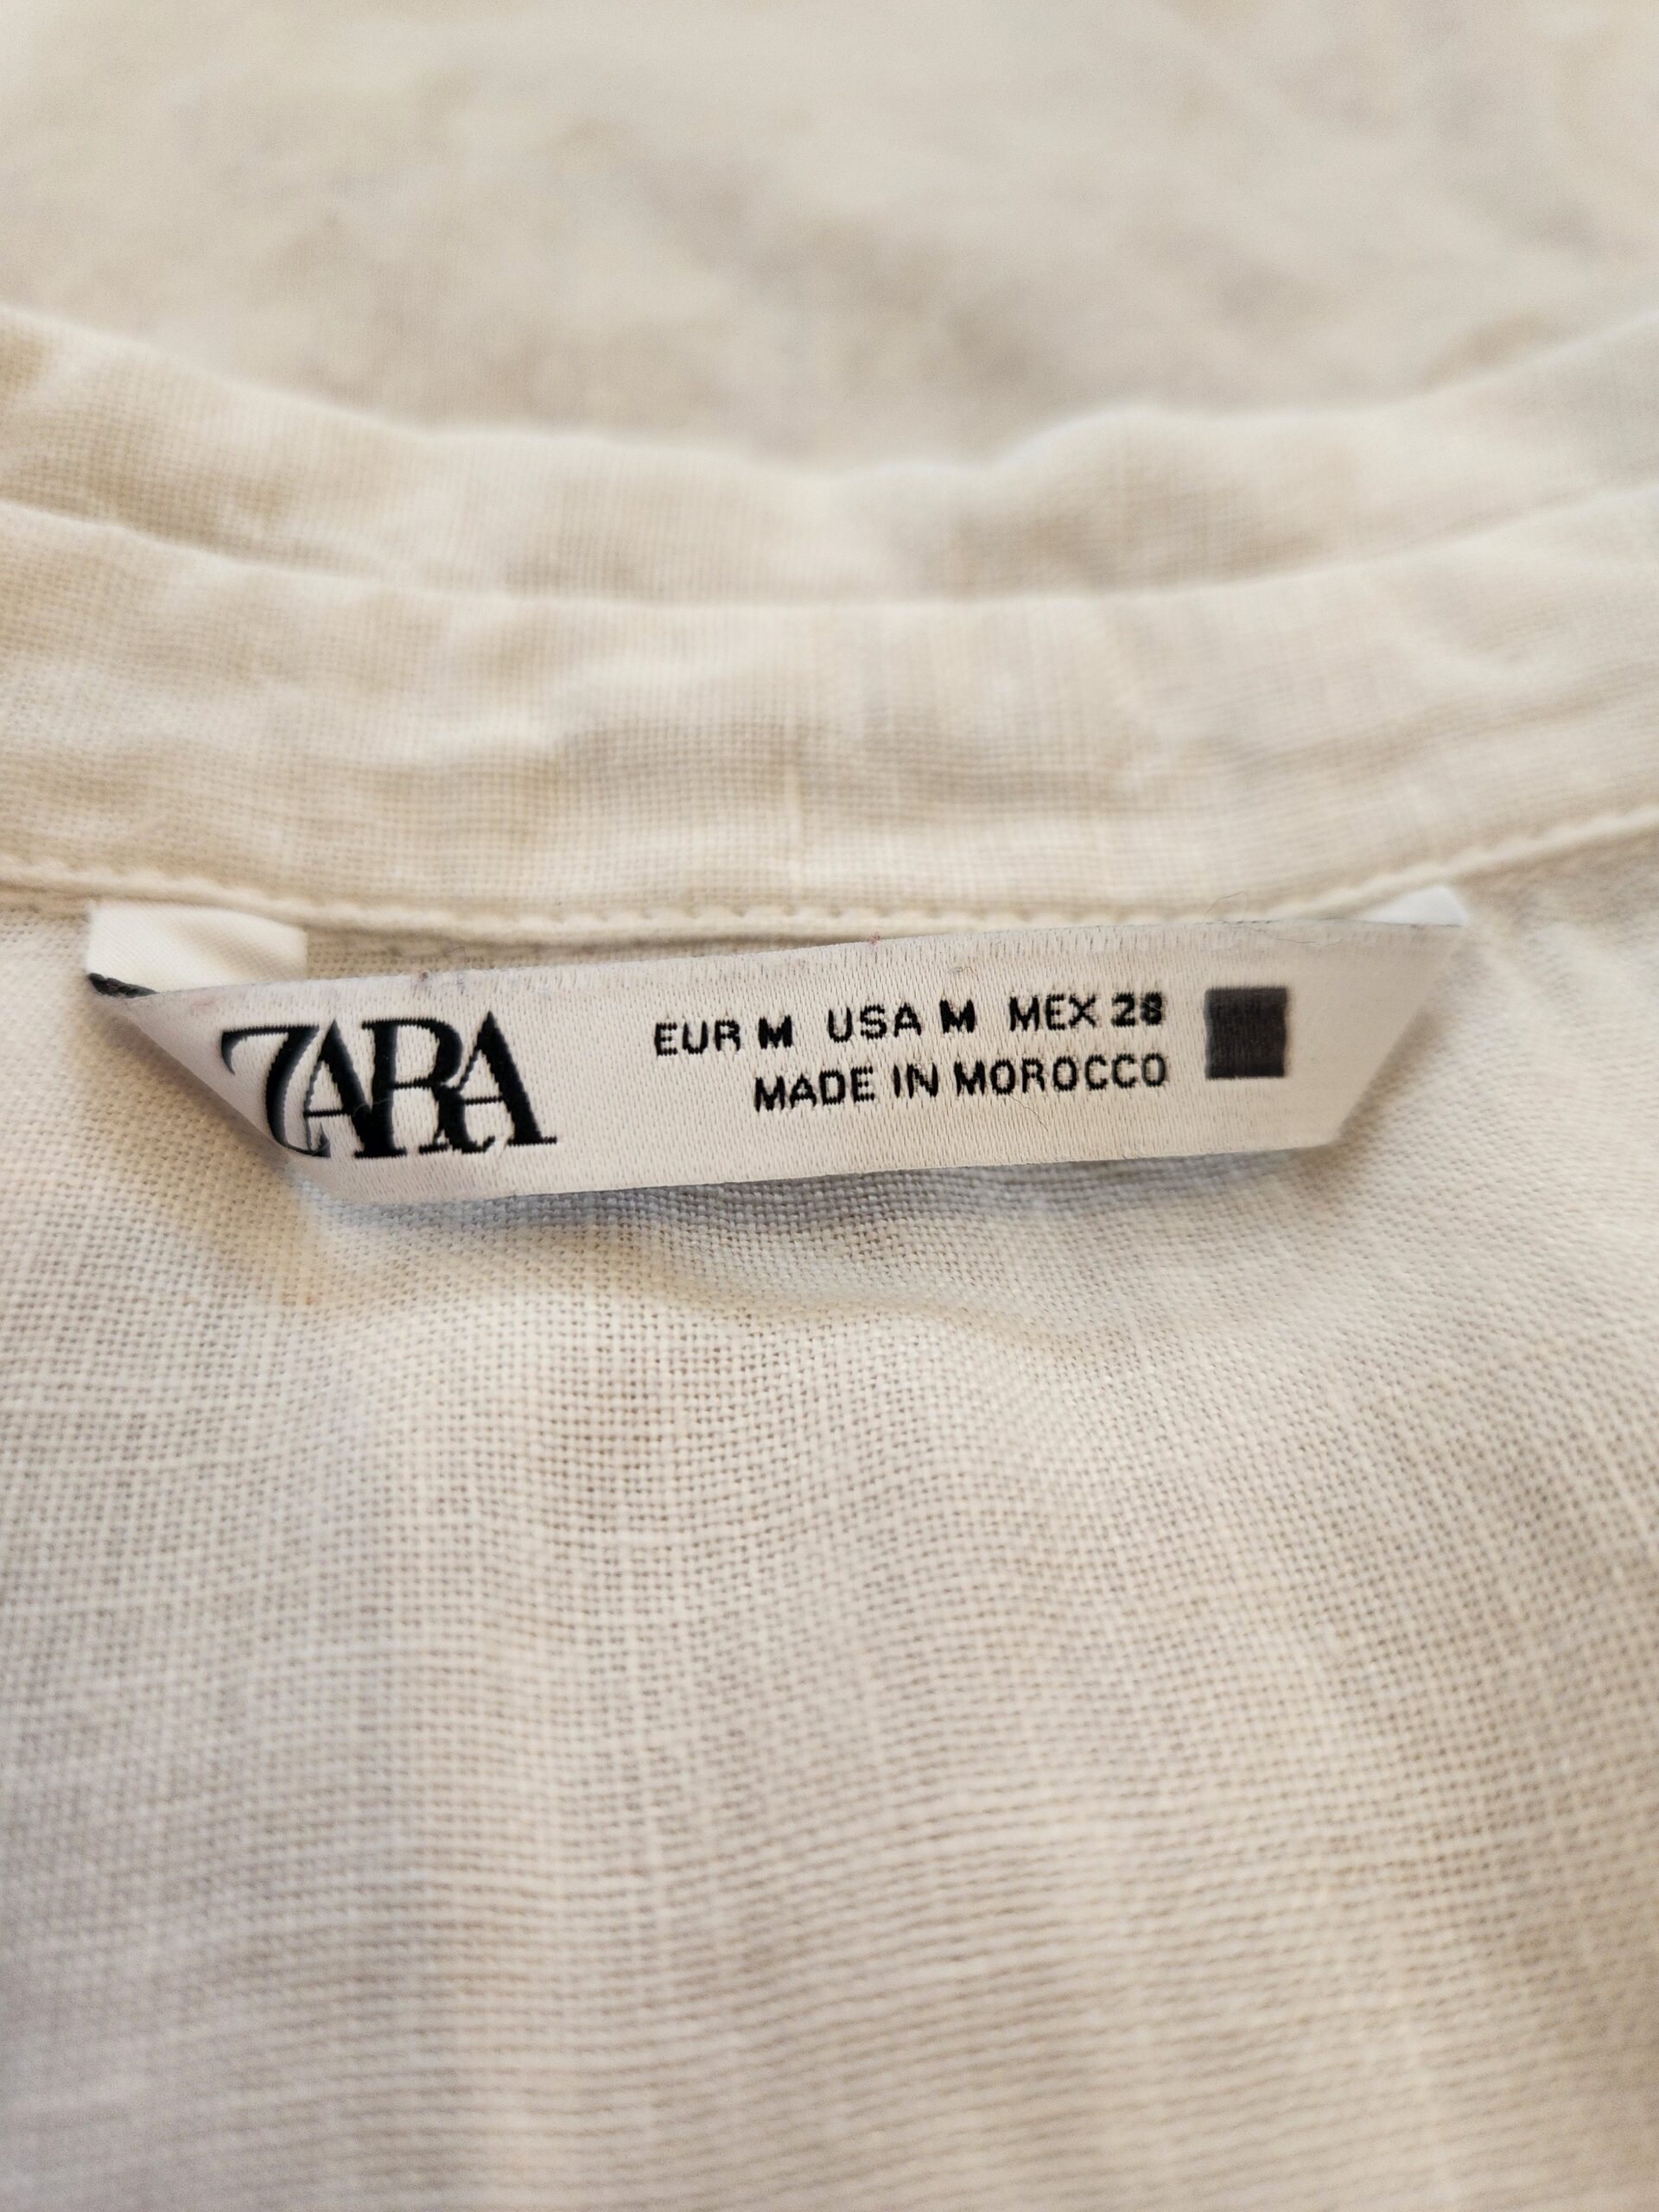 ZARA
EUR M USA M MEX 28
MADE IN MOROCCO